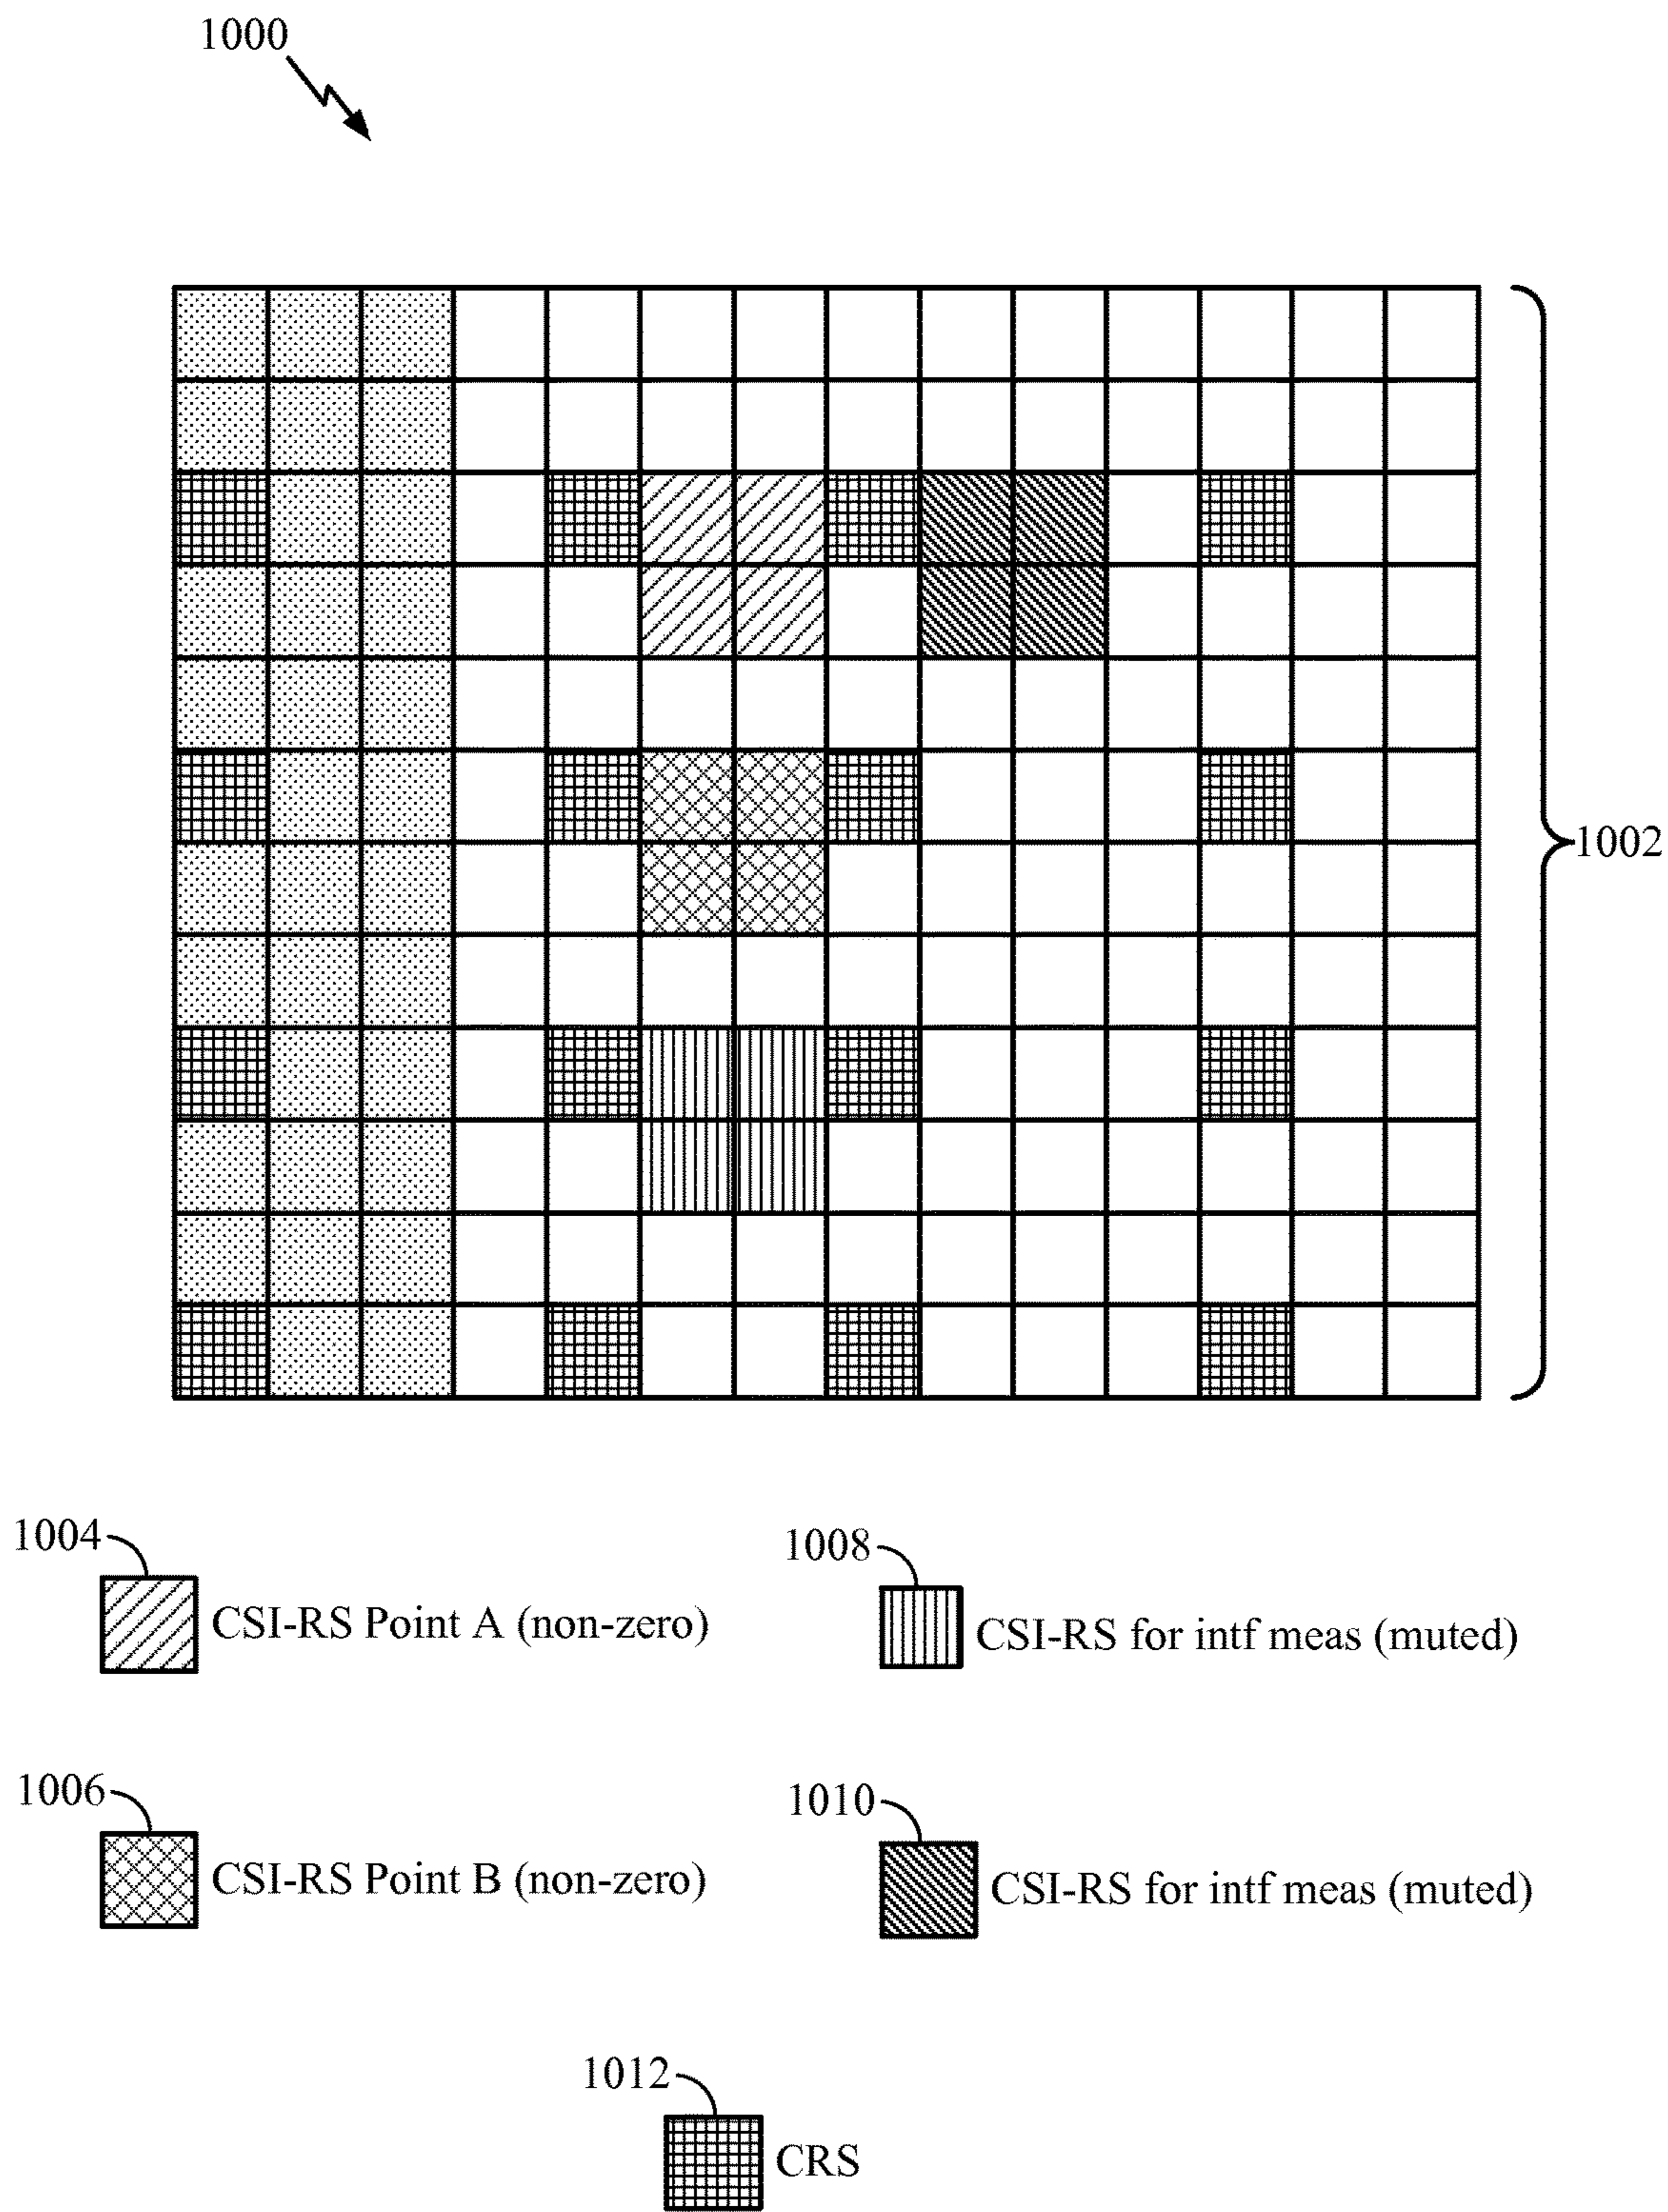 1000
1002
1004
CSI-RS Point A (non-zero)
1008
CSI-RS for intf meas (muted)
1006
CSI-RS Point B (non-zero)
1010
CSI-RS for intf meas (muted)
1012
CRS